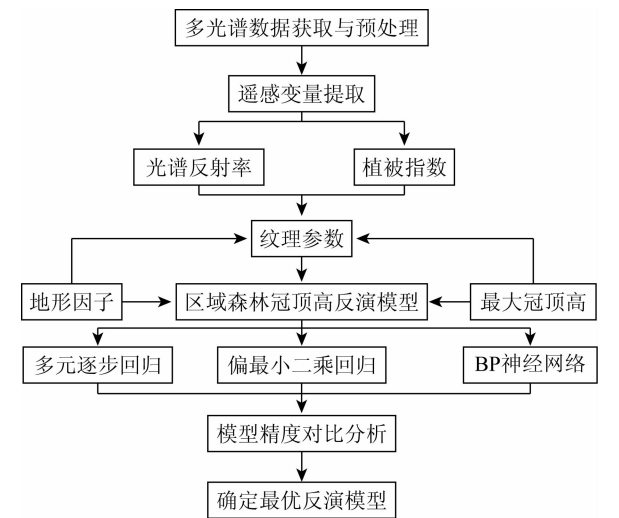 多光谱数据获取与预处理
遥感变量提取
光谱反射率
植被指数
纹理参数
地形因子
区域森林冠顶高反演模型
最大冠顶高
多元逐步回归
偏最小二乘回归
BP神经网络
模型精度对比分析
确定最优反演模型